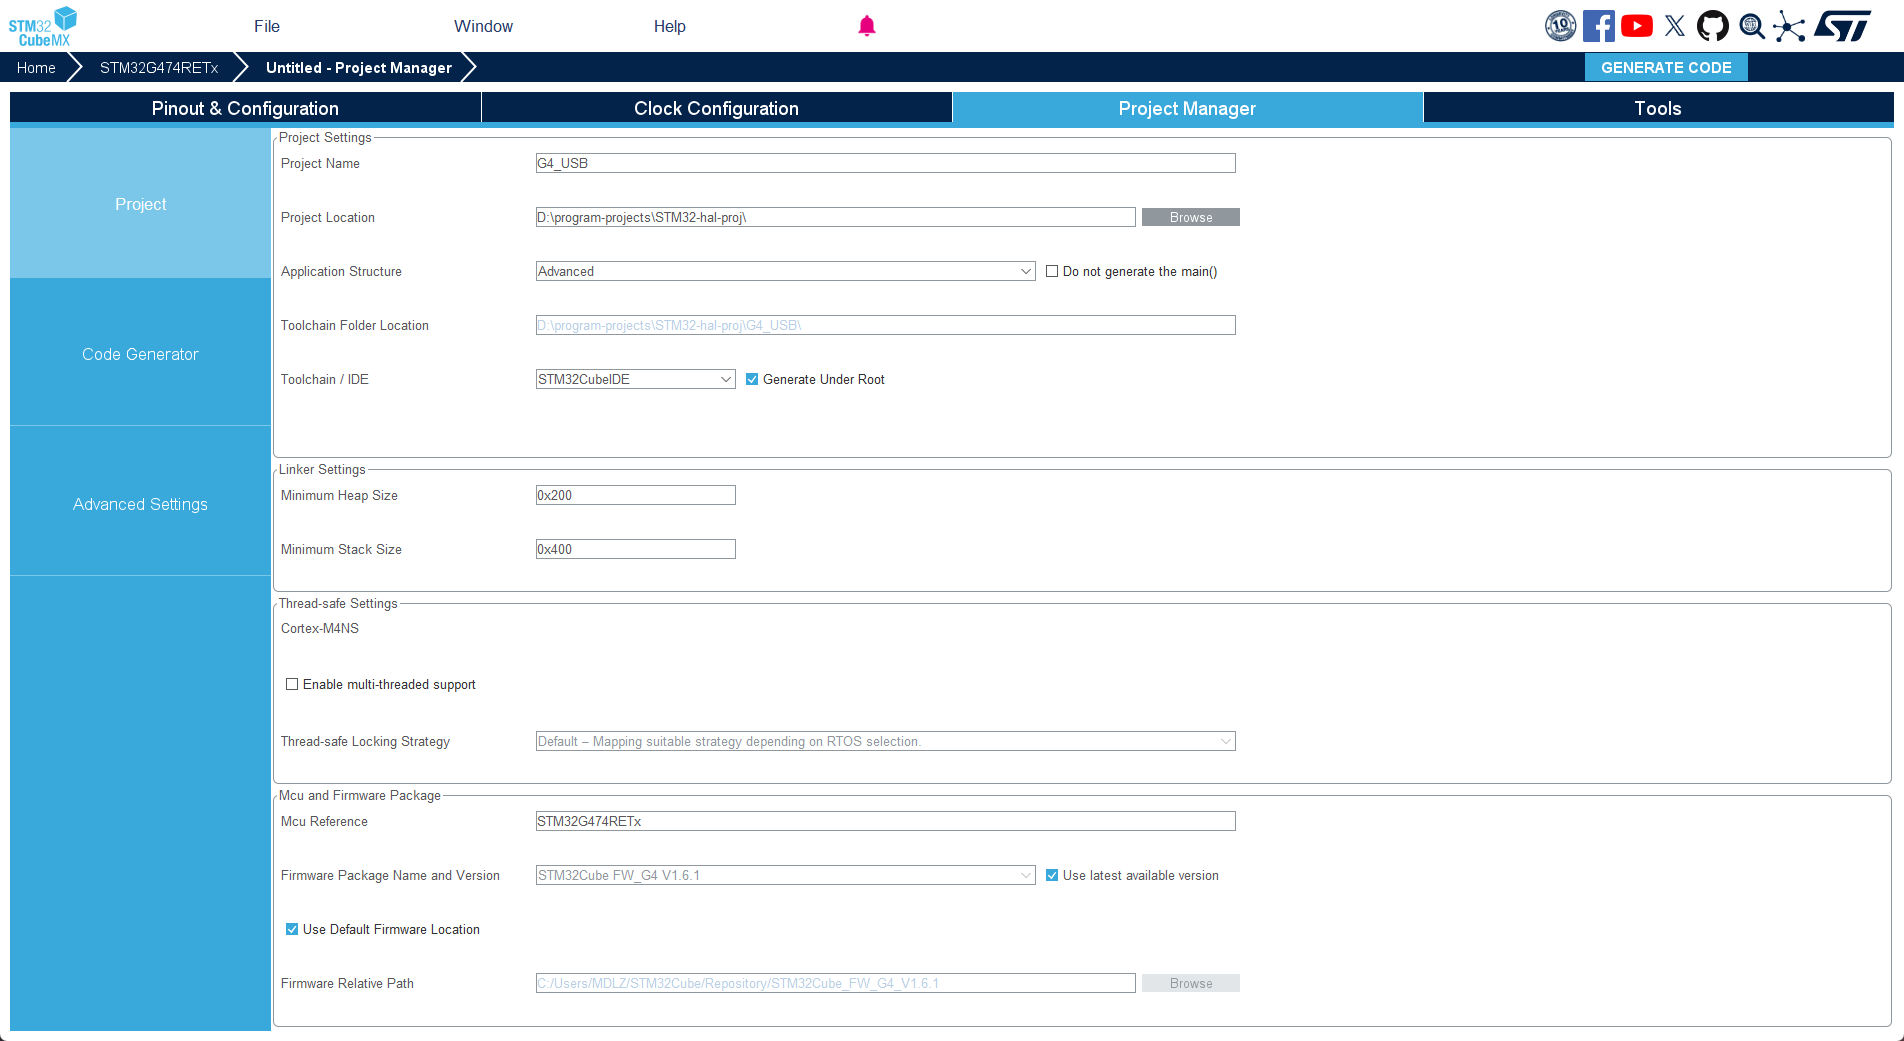 STM32
CubeMX
File
Window
Help
10
Home
STM32G474RETx
Untitled - Project Manager
GENERATE CODE
Pinout & Configuration
Clock Configuration
Project Manager
Tools
Project
Code Generator
Advanced Settings
Project Settings
Project Name
G4_USB
Project Location
D:\program-projects\STM32-hal-proj\
Browse
Application Structure
Advanced
Do not generate the main()
Toolchain Folder Location
D:\program-projects\STM32-hal-proj\G4_USB\
Toolchain / IDE
STM32CubeIDE
Generate Under Root
Linker Settings
Minimum Heap Size
0x200
Minimum Stack Size
0x400
Thread-safe Settings
Cortex-M4NS
Enable multi-threaded support
Thread-safe Locking Strategy
Default – Mapping suitable strategy depending on RTOS selection.
Mcu and Firmware Package
Mcu Reference
STM32G474RETx
Firmware Package Name and Version
STM32Cube FW_G4 V1.6.1
Use latest available version
Use Default Firmware Location
Firmware Relative Path
C:/Users/MDLZ/STM32Cube/Repository/STM32Cube_FW_G4_V1.6.1
Browse